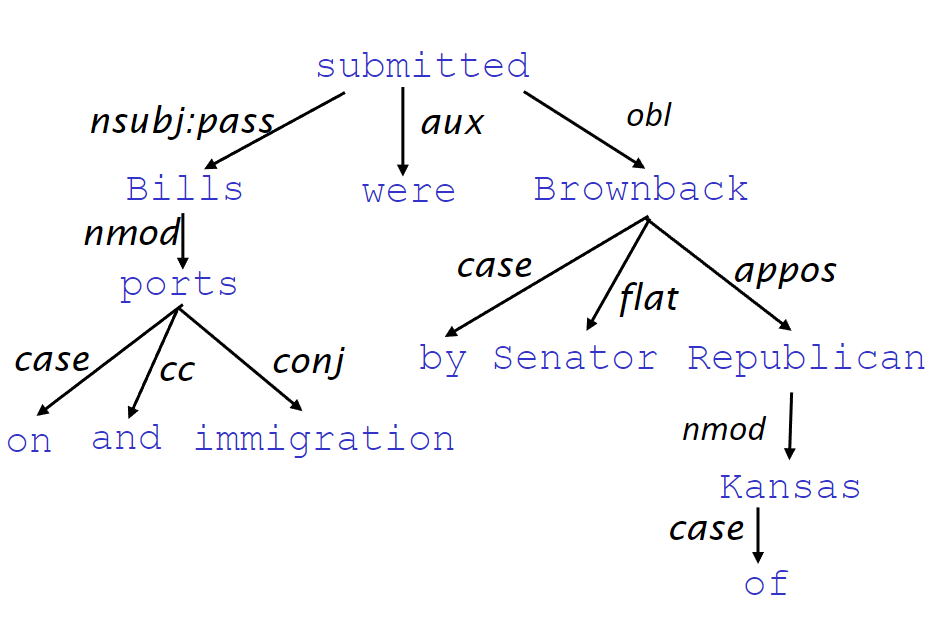 submitted
nsubj:pass aux obl
Bills were Brownback
nmod
ports
case flat appos
case cc conj
by Senator Republican
on and immigration
nmod
Kansas
case
of